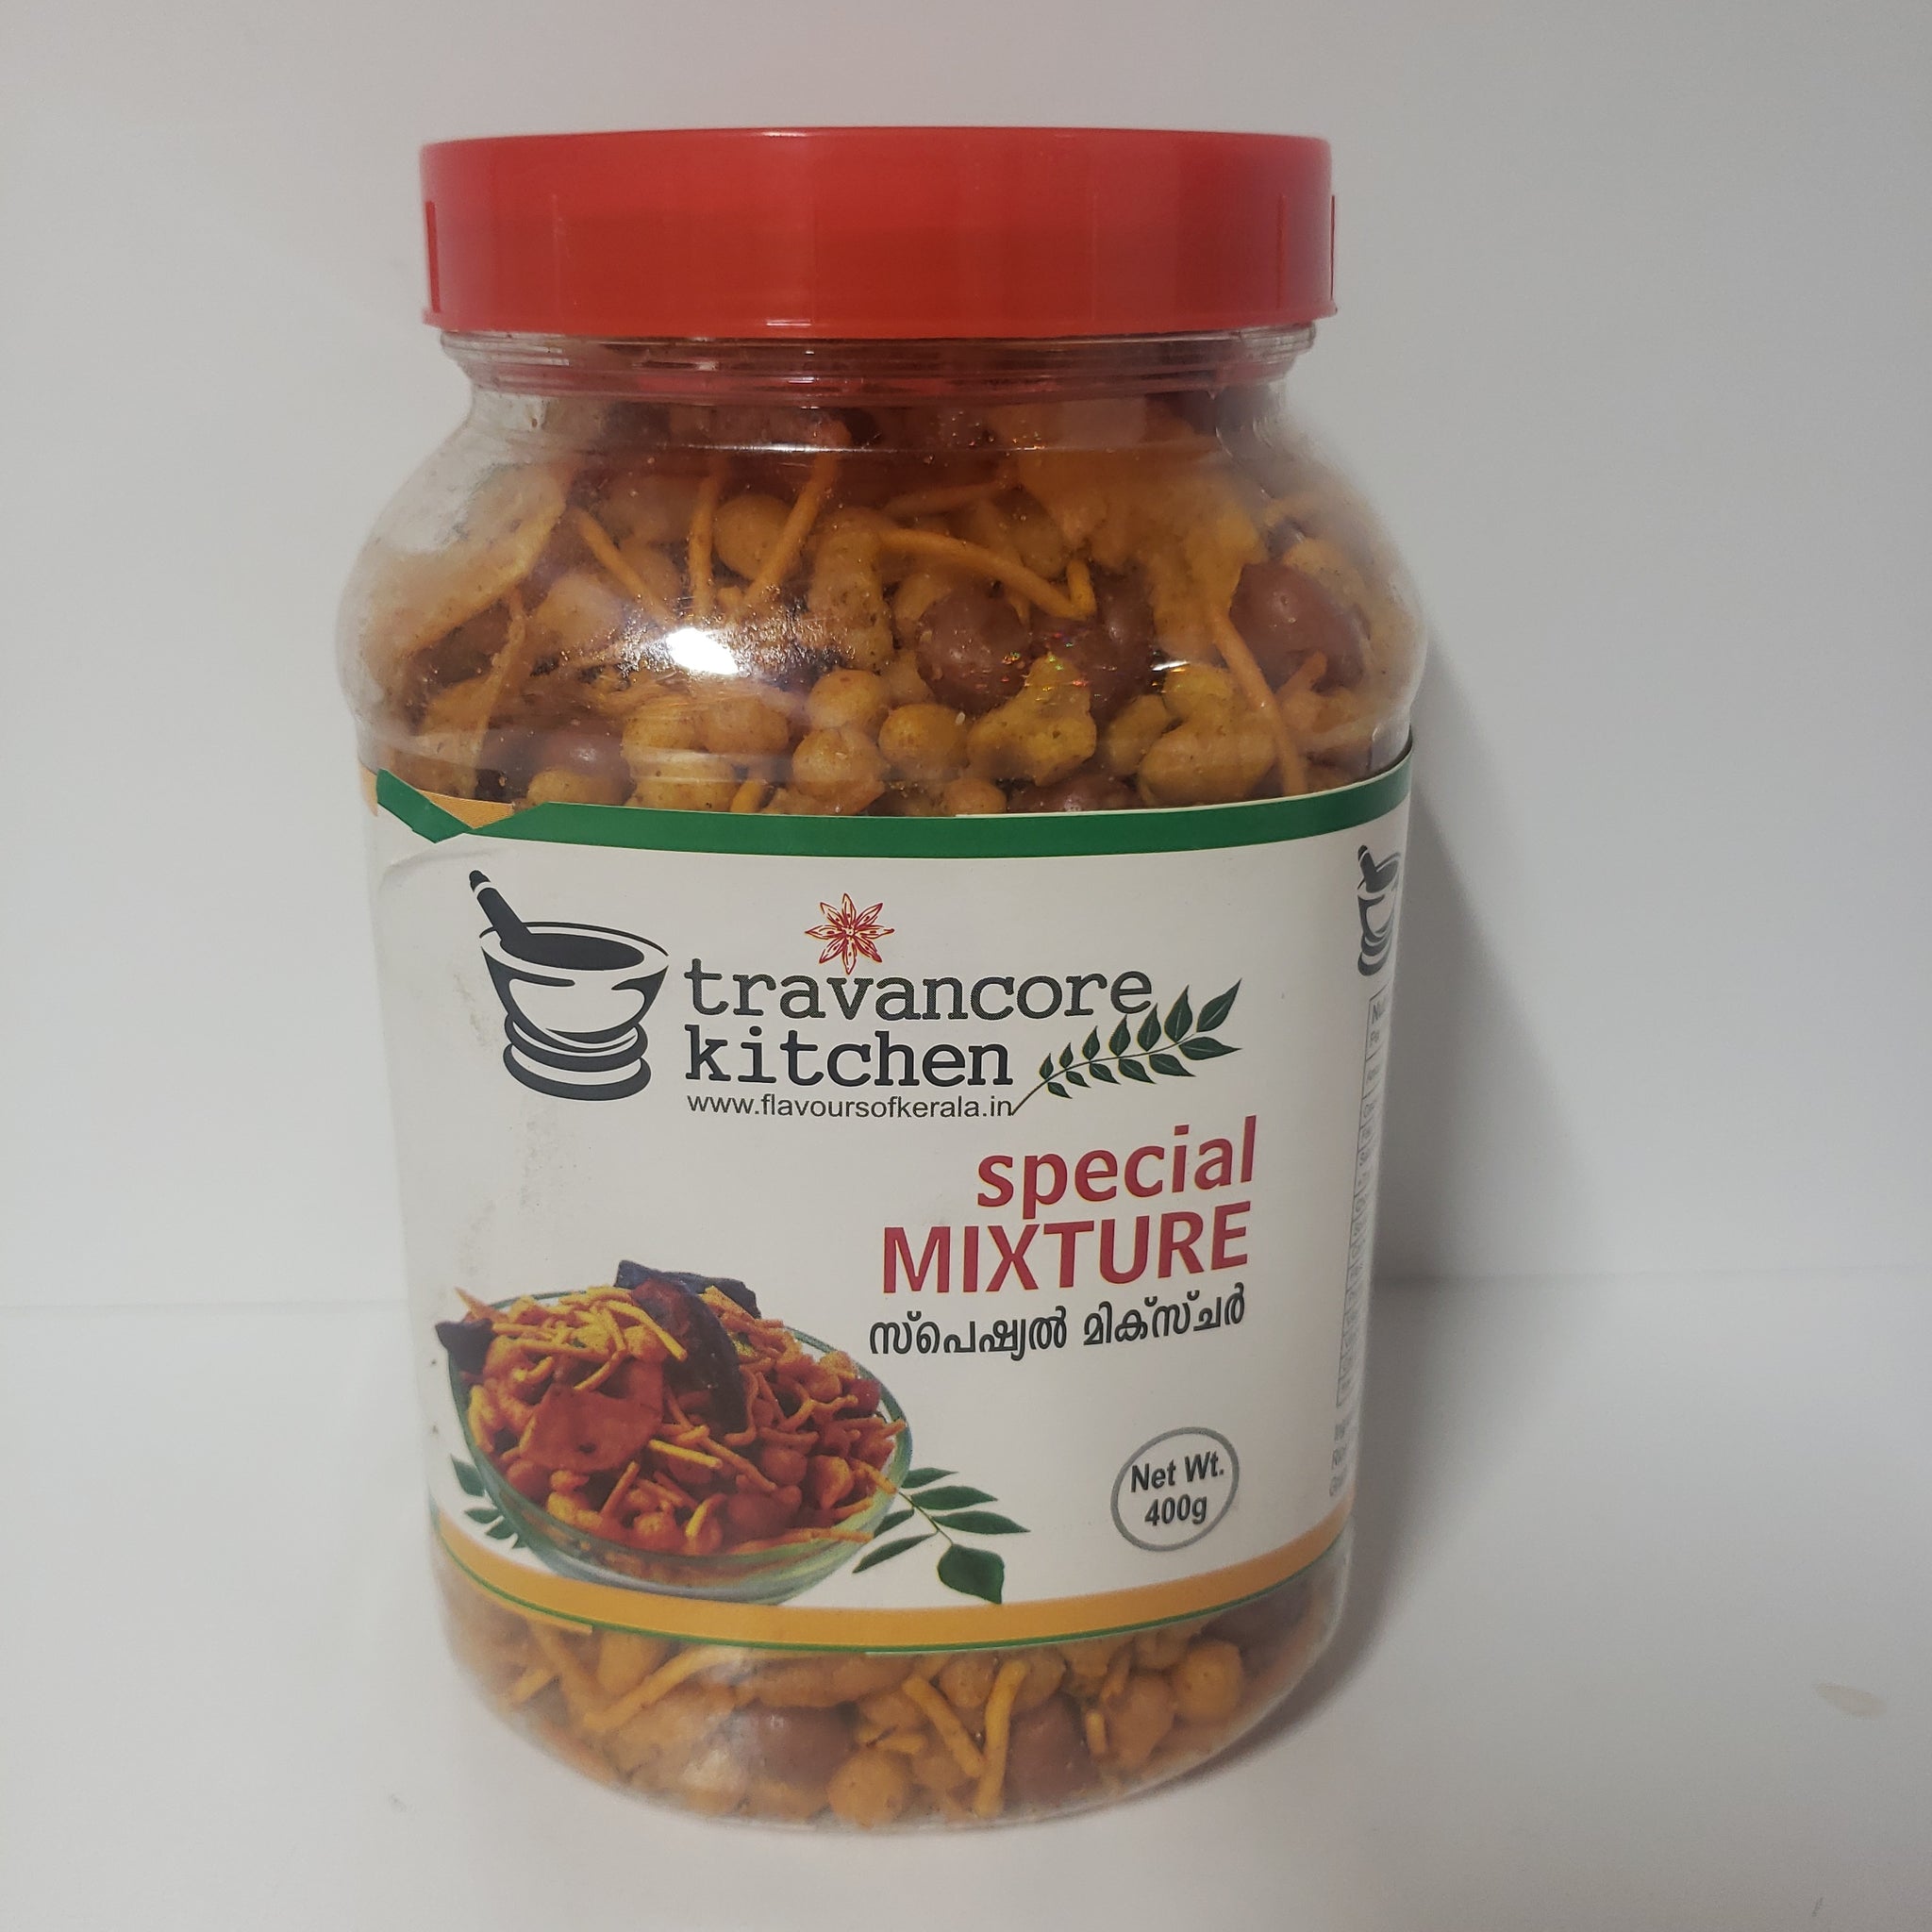 travancore
kitchen
www.flavoursofkerala.in
special
MIXTURE
സ്പെഷ്യൽ മിക്സ്ചർ
Net Wt.
400g